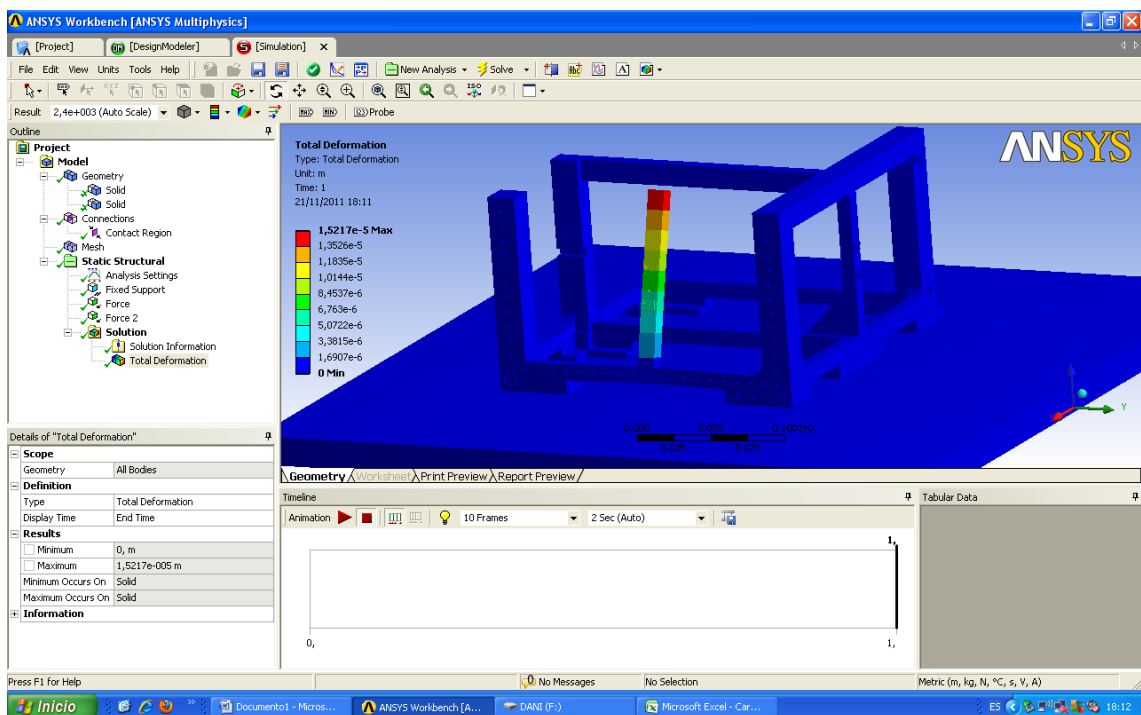 ANSYS Workbench [ANSYS Multiphysics]
[Project] [DesignModeler] [Simulation]
File Edit View Units Tools Help New Analysis Solve
Result 2,4e+003 (Auto Scale) MAX MIN Probe
Outline
Project
Model
Geometry
Solid
Solid
Connections
Contact Region
Mesh
Static Structural
Analysis Settings
Fixed Support
Force
Force 2
Solution
Solution Information
Total Deformation
Details of "Total Deformation"
Scope
Geometry All Bodies
Definition
Type Total Deformation
Display Time End Time
Results
Minimum 0, m
Maximum 1,5217e-005 m
Minimum Occurs On Solid
Maximum Occurs On Solid
Information
Total Deformation
Type: Total Deformation
Unit: m
Time: 1
21/11/2011 18:11
1,5217e-5 Max
1,3526e-5
1,1835e-5
1,0144e-5
8,4537e-6
6,763e-6
5,0722e-6
3,3815e-6
1,6907e-6
0 Min
ANSYS
0.000 0.050 0.100 (m)
0.025 0.075
Y
Geometry Worksheet Print Preview Report Preview
Timeline
Animation 10 Frames 2 Sec (Auto)
1,
0, 1,
Tabular Data
Press F1 for Help No Messages No Selection Metric (m, kg, N, ºC, s, V, A)
Inicio Documento1 - Micros... ANSYS Workbench [A... DANI (F:) Microsoft Excel - Car... ES 18:12